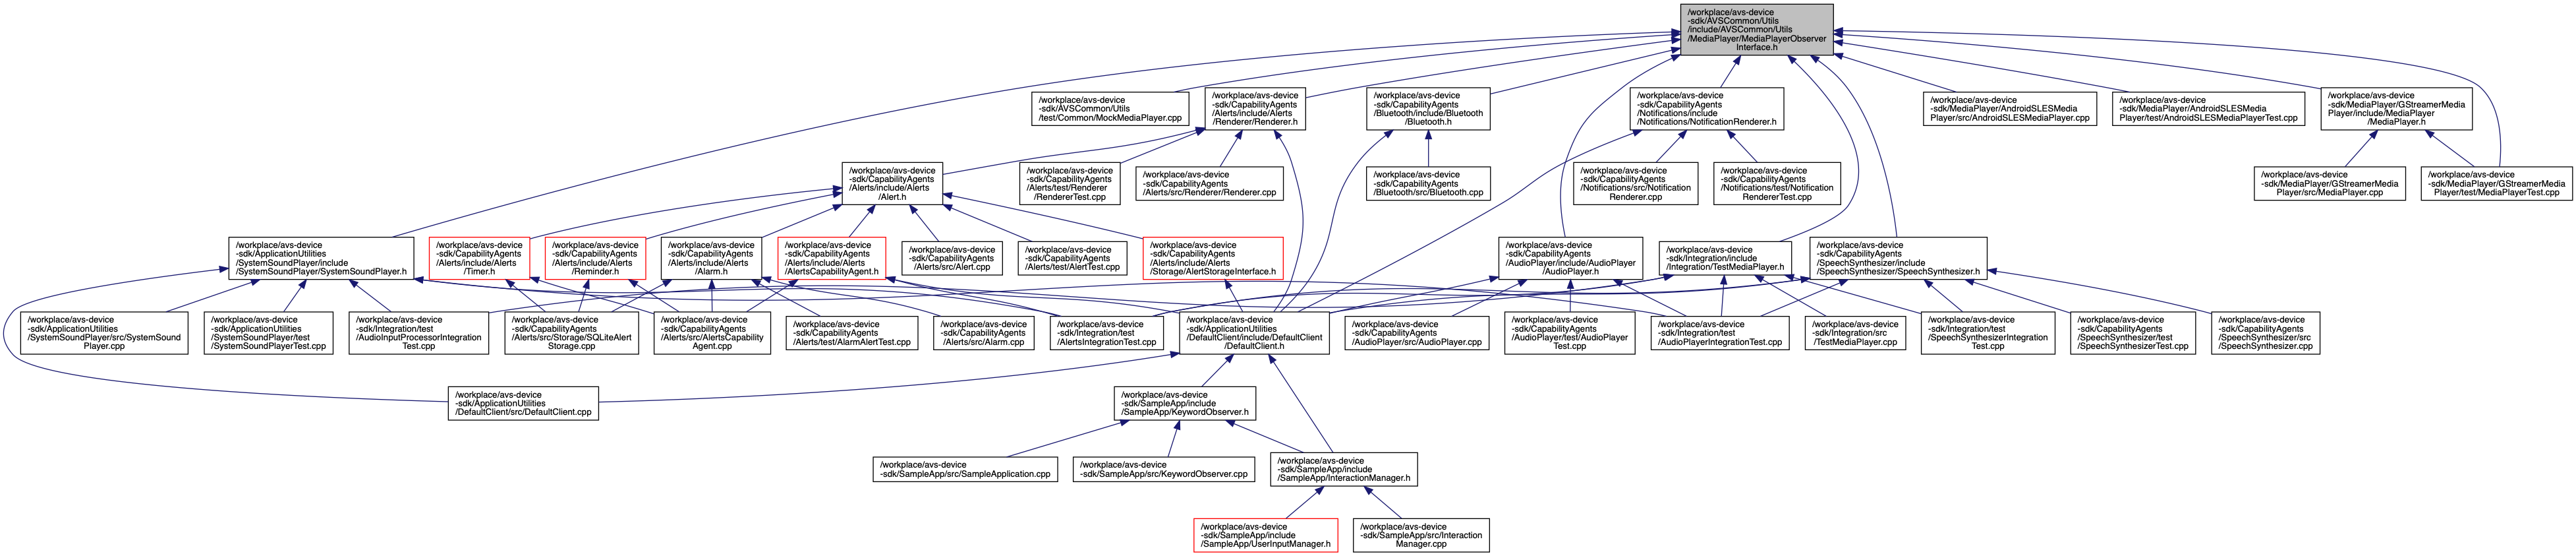 /workplace/avs-device
-sdk/AVSCommon/Utils
/include/AVSCommon/Utils
/MediaPlayer/MediaPlayerObserver
Interface.h
/workplace/avs-device
-sdk/AVSCommon/Utils
/test/Common/MockMediaPlayer.cpp
/workplace/avs-device
-sdk/CapabilityAgents
/Alerts/include/Alerts
/Renderer/Renderer.h
/workplace/avs-device
-sdk/CapabilityAgents
/Bluetooth/include/Bluetooth
/Bluetooth.h
/workplace/avs-device
-sdk/CapabilityAgents
/Notifications/include
/Notifications/NotificationRenderer.h
/workplace/avs-device
-sdk/MediaPlayer/AndroidSLESMedia
Player/src/AndroidSLESMediaPlayer.cpp
/workplace/avs-device
-sdk/MediaPlayer/AndroidSLESMedia
Player/test/AndroidSLESMediaPlayerTest.cpp
/workplace/avs-device
-sdk/MediaPlayer/GStreamerMedia
Player/include/MediaPlayer
/MediaPlayer.h
/workplace/avs-device
-sdk/CapabilityAgents
/Alerts/include/Alerts
/Alert.h
/workplace/avs-device
-sdk/CapabilityAgents
/Alerts/test/Renderer
/RendererTest.cpp
/workplace/avs-device
-sdk/CapabilityAgents
/Alerts/src/Renderer/Renderer.cpp
/workplace/avs-device
-sdk/CapabilityAgents
/Bluetooth/src/Bluetooth.cpp
/workplace/avs-device
-sdk/CapabilityAgents
/Notifications/src/Notification
Renderer.cpp
/workplace/avs-device
-sdk/CapabilityAgents
/Notifications/test/Notification
RendererTest.cpp
/workplace/avs-device
-sdk/MediaPlayer/GStreamerMedia
Player/src/MediaPlayer.cpp
/workplace/avs-device
-sdk/MediaPlayer/GStreamerMedia
Player/test/MediaPlayerTest.cpp
/workplace/avs-device
-sdk/ApplicationUtilities
/SystemSoundPlayer/include
/SystemSoundPlayer/SystemSoundPlayer.h
/workplace/avs-device
-sdk/CapabilityAgents
/Alerts/include/Alerts
/Timer.h
/workplace/avs-device
-sdk/CapabilityAgents
/Alerts/include/Alerts
/Reminder.h
/workplace/avs-device
-sdk/CapabilityAgents
/Alerts/include/Alerts
/Alarm.h
/workplace/avs-device
-sdk/CapabilityAgents
/Alerts/include/Alerts
/AlertsCapabilityAgent.h
/workplace/avs-device
-sdk/CapabilityAgents
/Alerts/src/Alert.cpp
/workplace/avs-device
-sdk/CapabilityAgents
/Alerts/test/AlertTest.cpp
/workplace/avs-device
-sdk/CapabilityAgents
/Alerts/include/Alerts
/Storage/AlertStorageInterface.h
/workplace/avs-device
-sdk/CapabilityAgents
/AudioPlayer/include/AudioPlayer
/AudioPlayer.h
/workplace/avs-device
-sdk/Integration/include
/Integration/TestMediaPlayer.h
/workplace/avs-device
-sdk/CapabilityAgents
/SpeechSynthesizer/include
/SpeechSynthesizer/SpeechSynthesizer.h
/workplace/avs-device
-sdk/ApplicationUtilities
/SystemSoundPlayer/src/SystemSound
Player.cpp
/workplace/avs-device
-sdk/ApplicationUtilities
/SystemSoundPlayer/test
/SystemSoundPlayerTest.cpp
/workplace/avs-device
-sdk/Integration/test
/AudioInputProcessorIntegration
Test.cpp
/workplace/avs-device
-sdk/CapabilityAgents
/Alerts/src/Storage/SQLiteAlert
Storage.cpp
/workplace/avs-device
-sdk/CapabilityAgents
/Alerts/src/AlertsCapability
Agent.cpp
/workplace/avs-device
-sdk/CapabilityAgents
/Alerts/test/AlarmAlertTest.cpp
/workplace/avs-device
-sdk/CapabilityAgents
/Alerts/src/Alarm.cpp
/workplace/avs-device
-sdk/Integration/test
/AlertsIntegrationTest.cpp
/workplace/avs-device
-sdk/ApplicationUtilities
/DefaultClient/include/DefaultClient
/DefaultClient.h
/workplace/avs-device
-sdk/CapabilityAgents
/AudioPlayer/src/AudioPlayer.cpp
/workplace/avs-device
-sdk/CapabilityAgents
/AudioPlayer/test/AudioPlayer
Test.cpp
/workplace/avs-device
-sdk/Integration/test
/AudioPlayerIntegrationTest.cpp
/workplace/avs-device
-sdk/Integration/src
/TestMediaPlayer.cpp
/workplace/avs-device
-sdk/Integration/test
/SpeechSynthesizerIntegration
Test.cpp
/workplace/avs-device
-sdk/CapabilityAgents
/SpeechSynthesizer/test
/SpeechSynthesizerTest.cpp
/workplace/avs-device
-sdk/CapabilityAgents
/SpeechSynthesizer/src
/SpeechSynthesizer.cpp
/workplace/avs-device
-sdk/ApplicationUtilities
/DefaultClient/src/DefaultClient.cpp
/workplace/avs-device
-sdk/SampleApp/include
/SampleApp/KeywordObserver.h
/workplace/avs-device
-sdk/SampleApp/src/SampleApplication.cpp
/workplace/avs-device
-sdk/SampleApp/src/KeywordObserver.cpp
/workplace/avs-device
-sdk/SampleApp/include
/SampleApp/InteractionManager.h
/workplace/avs-device
-sdk/SampleApp/include
/SampleApp/UserInputManager.h
/workplace/avs-device
-sdk/SampleApp/src/Interaction
Manager.cpp